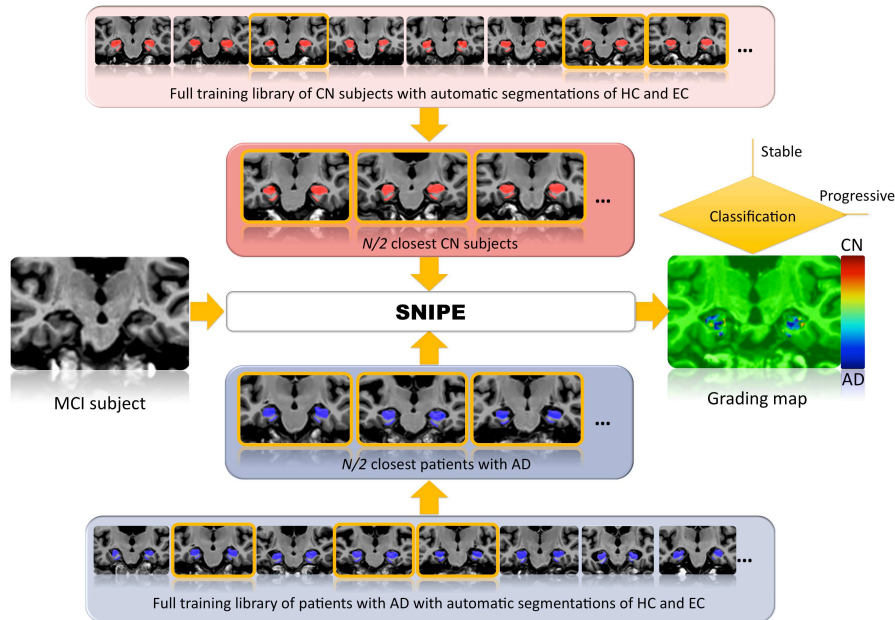 ...
Full training library of CN subjects with automatic segmentations of HC and EC
...
N/2 closest CN subjects
Stable
Progressive
Classification
CN
SNIPE
AD
MCI subject
Grading map
...
N/2 closest patients with AD
...
Full training library of patients with AD with automatic segmentations of HC and EC